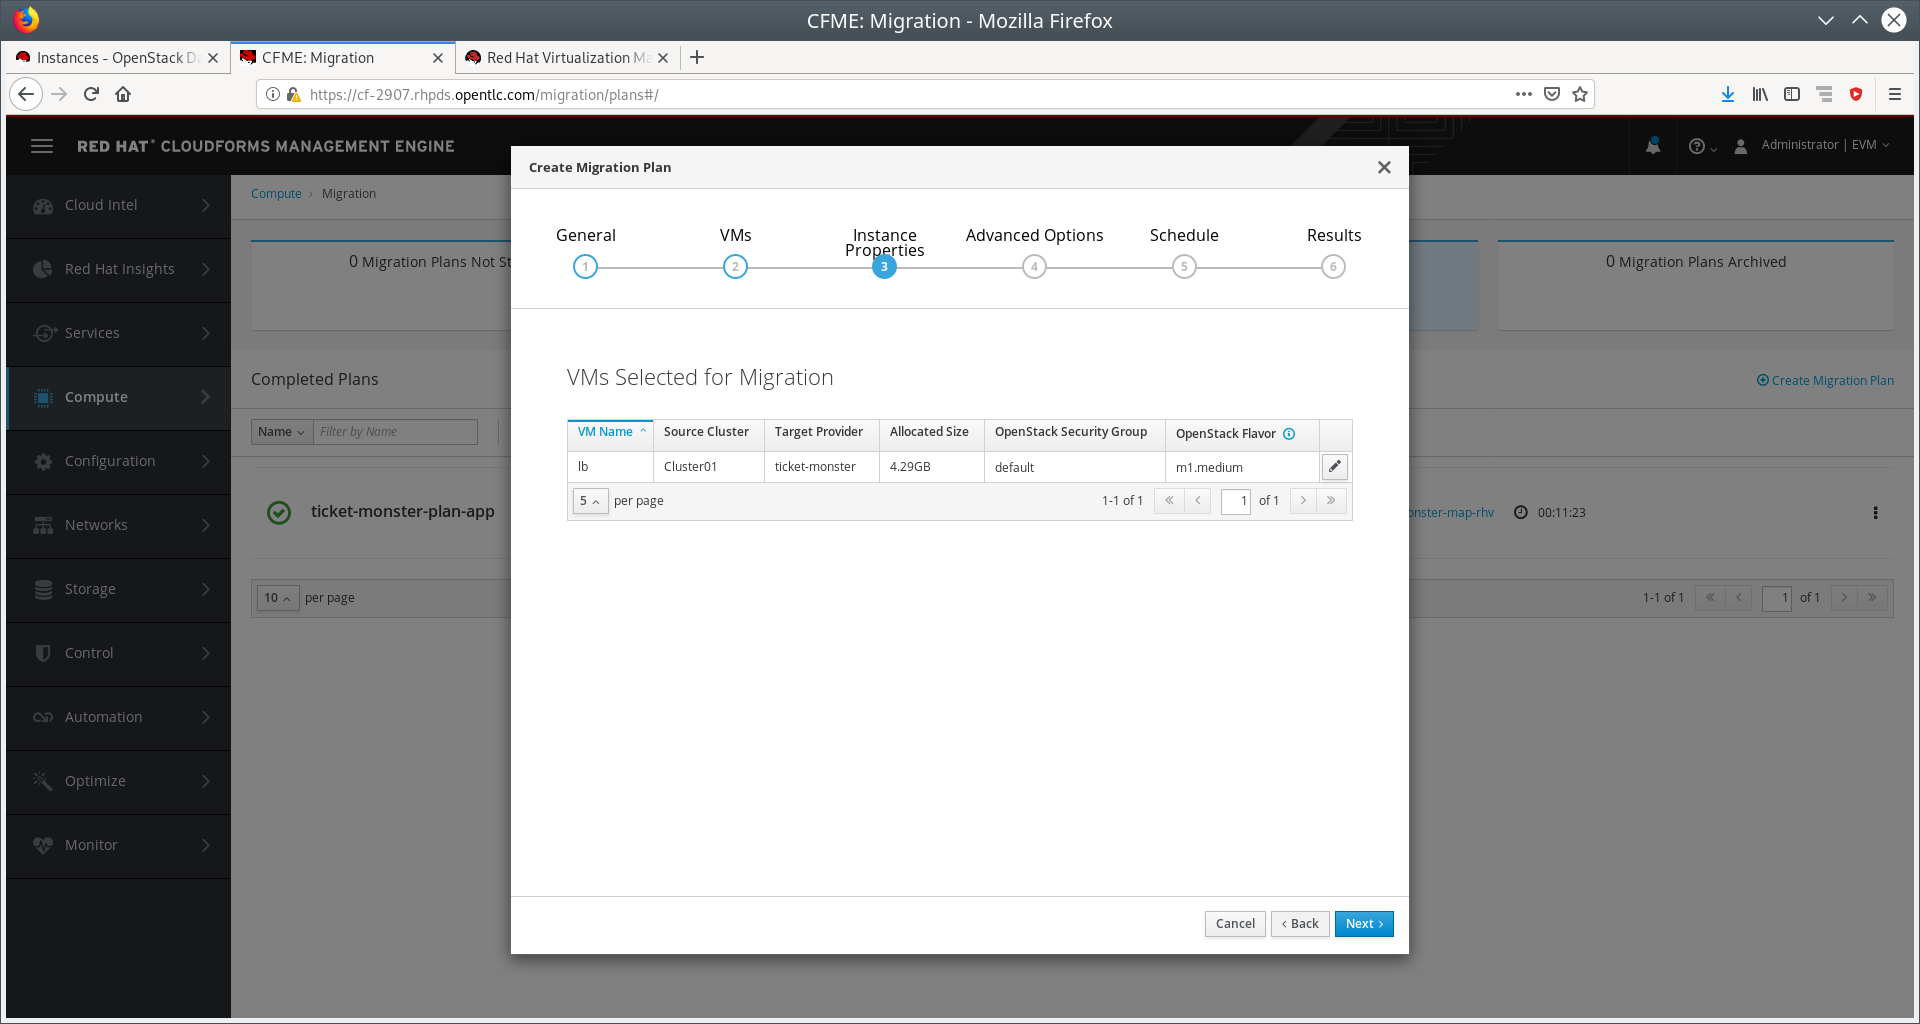 CFME: Migration - Mozilla Firefox
Instances - OpenStack Da
CFME: Migration
Red Hat Virtualization Ma
https://cf-2907.rhpds.opentlc.com/migration/plans#/
RED HAT® CLOUDFORMS MANAGEMENT ENGINE
Administrator | EVM
Cloud Intel
Red Hat Insights
Services
Compute
Configuration
Networks
Storage
Control
Automation
Optimize
Monitor
Compute > Migration
0 Migration Plans Not St
0 Migration Plans Archived
Completed Plans
Create Migration Plan
Name
Filter by Name
ticket-monster-plan-app
onster-map-rhv
00:11:23
10 per page
1-1 of 1 « < 1 of 1 > »
Create Migration Plan
General
VMs
Instance
Properties
Advanced Options
Schedule
Results
1 2 3 4 5 6
VMs Selected for Migration
VM Name Source Cluster Target Provider Allocated Size OpenStack Security Group OpenStack Flavor
lb Cluster01 ticket-monster 4.29GB default m1.medium
5 per page 1-1 of 1 « < 1 of 1 > »
Cancel < Back Next >